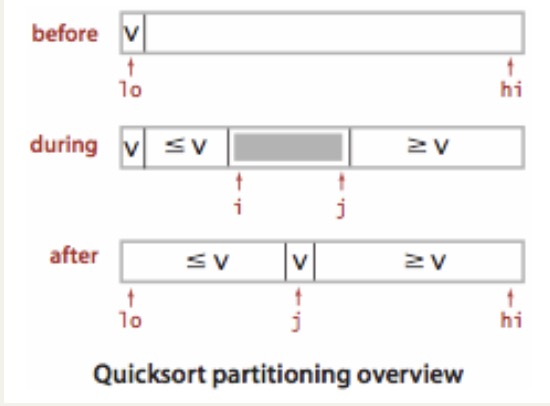 before v
lo hi
during v ≤ v ≥ v
i j
after ≤ v v ≥ v
lo j hi
Quicksort partitioning overview